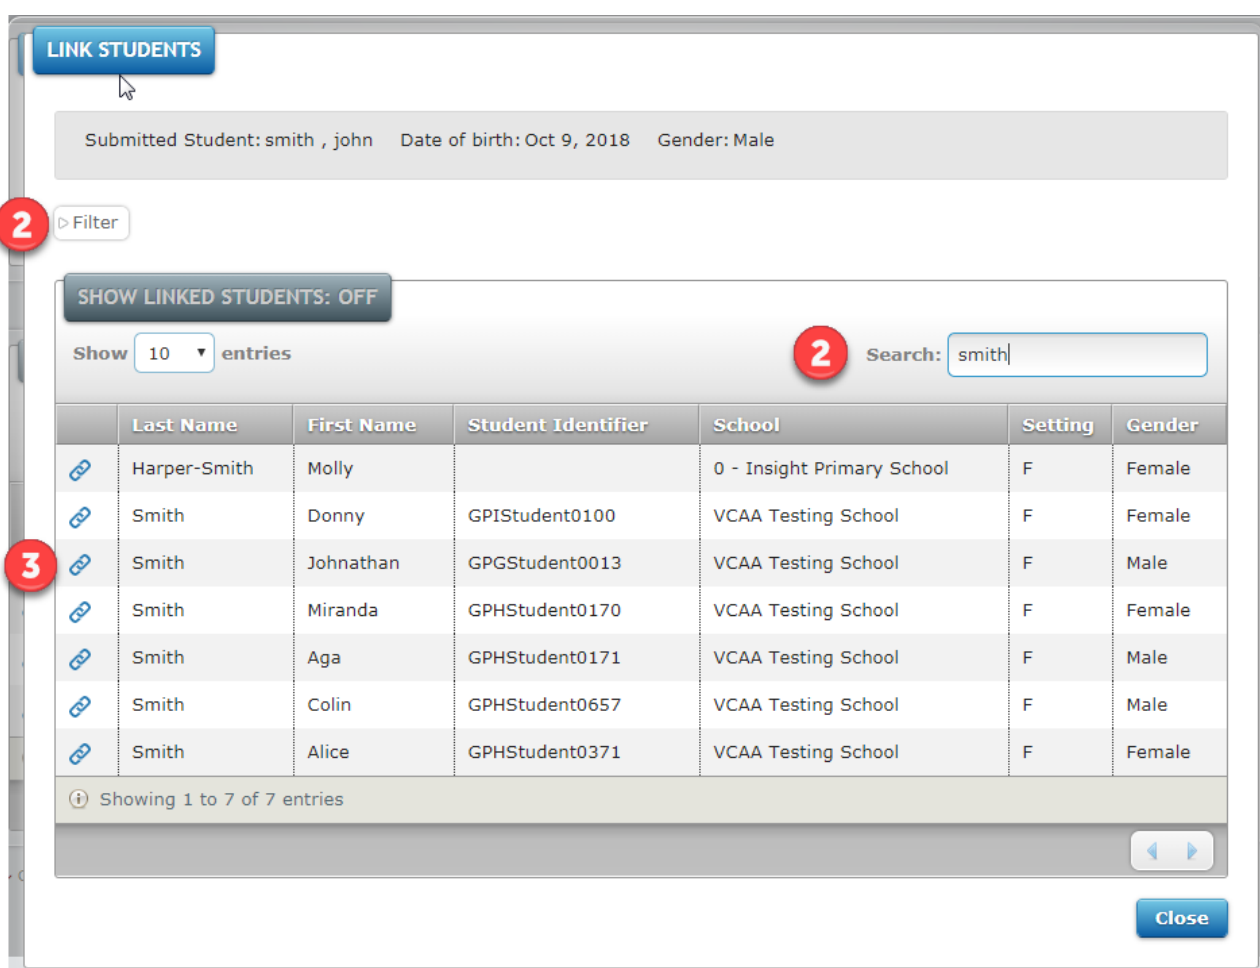 LINK STUDENTS
Submitted Student: smith , john Date of birth: Oct 9, 2018 Gender: Male
2 Filter
SHOW LINKED STUDENTS: OFF
Show 10 entries 2 Search: smith
Last Name First Name Student Identifier School Setting Gender
Harper-Smith Molly 0 - Insight Primary School F Female
Smith Donny GPIStudent0100 VCAA Testing School F Female
3 Smith Johnathan GPGStudent0013 VCAA Testing School F Male
Smith Miranda GPHStudent0170 VCAA Testing School F Female
Smith Aga GPHStudent0171 VCAA Testing School F Male
Smith Colin GPHStudent0657 VCAA Testing School F Male
Smith Alice GPHStudent0371 VCAA Testing School F Female
Showing 1 to 7 of 7 entries
Close